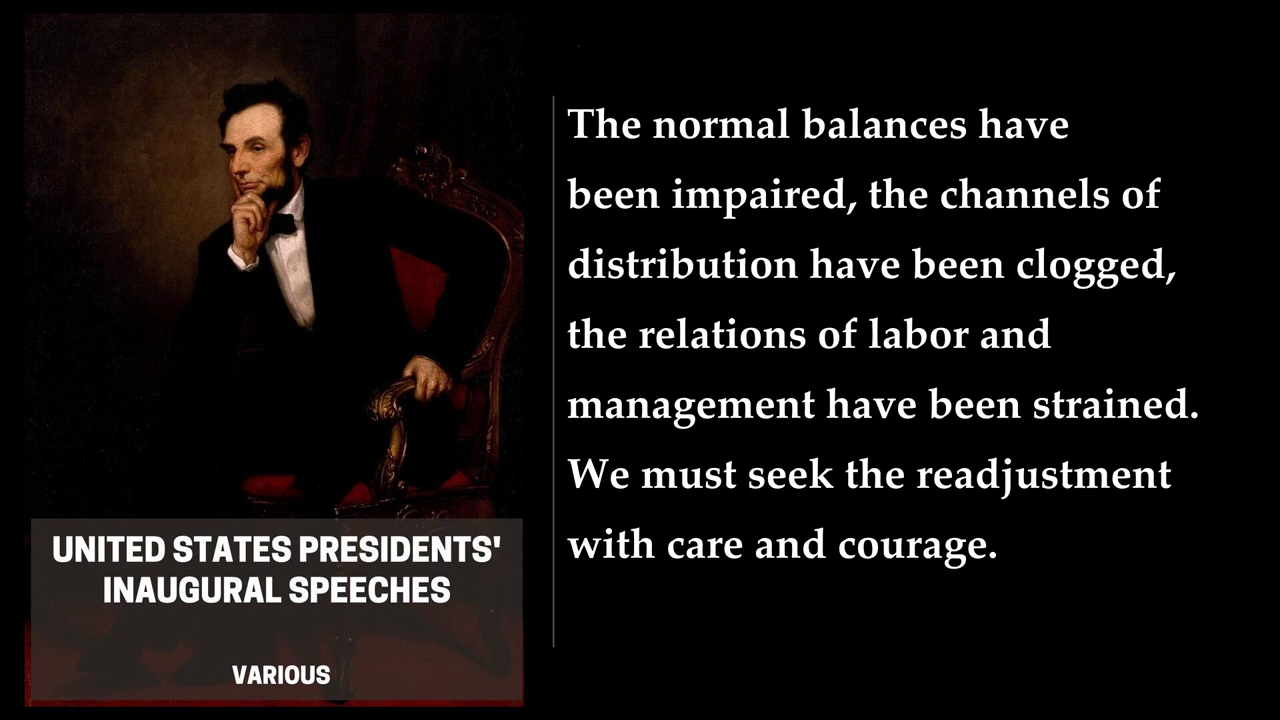 The normal balances have
been impaired, the channels of
distribution have been clogged,
the relations of labor and
management have been strained.
We must seek the readjustment
with care and courage.
UNITED STATES PRESIDENTS'
INAUGURAL SPEECHES
VARIOUS